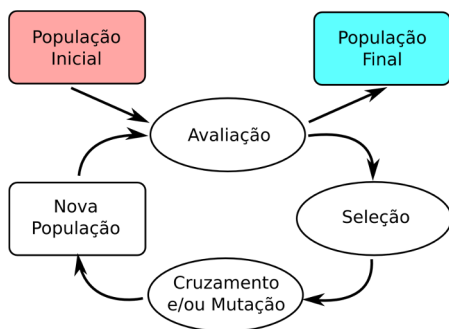 População
Inicial
População
Final
Avaliação
Nova
População
Seleção
Cruzamento
e/ou Mutação